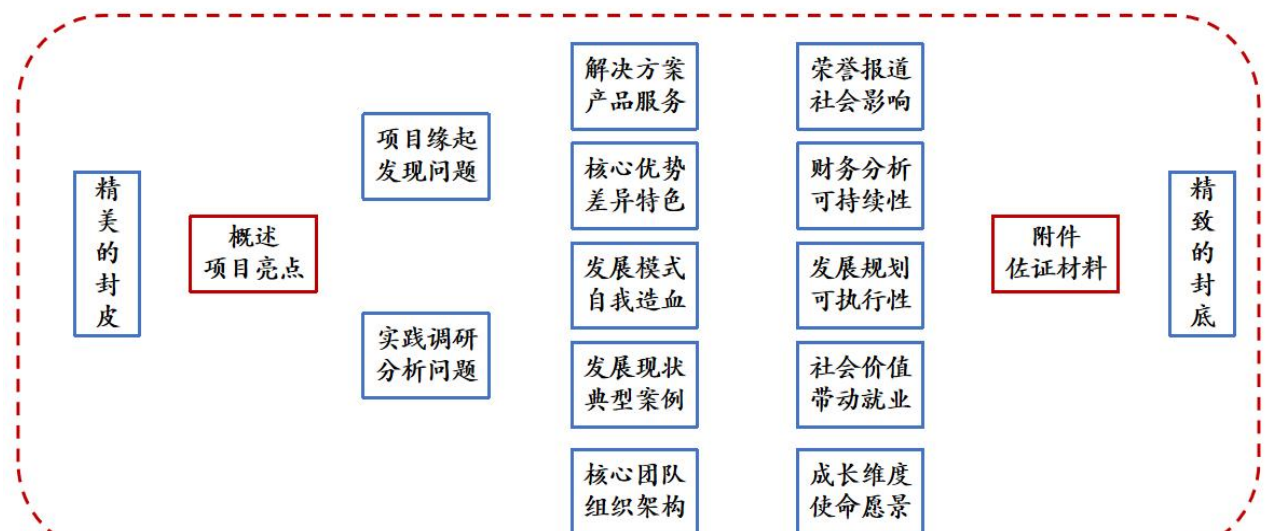 精美的封皮
概述
项目亮点
项目缘起
发现问题
实践调研
分析问题
解决方案
产品服务
核心优势
差异特色
发展模式
自我造血
发展现状
典型案例
核心团队
组织架构
荣誉报道
社会影响
财务分析
可持续性
发展规划
可执行性
社会价值
带动就业
成长维度
使命愿景
附件
佐证材料
精致的封底